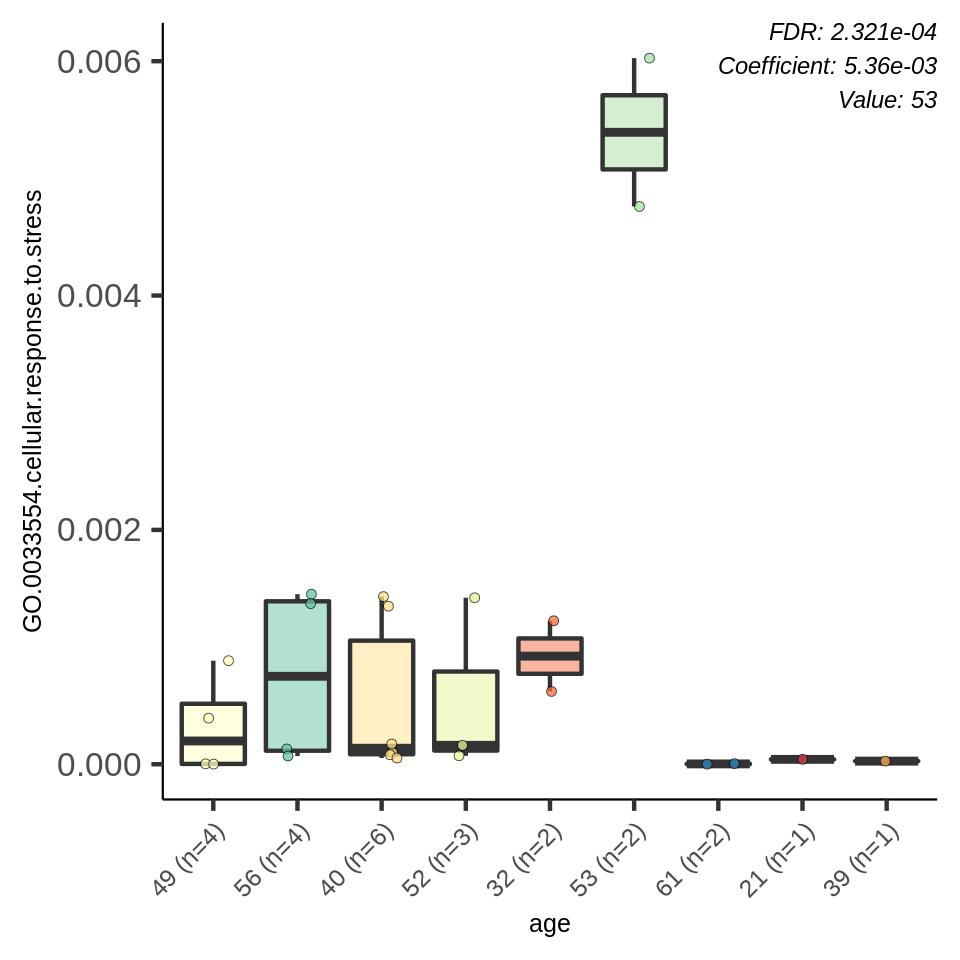 FDR: 2.321e-04
Coefficient: 5.36e-03
Value: 53
GO.0033554.cellular.response.to.stress
0.006
0.004
0.002
0.000
49 (n=4)
56 (n=4)
40 (n=6)
52 (n=3)
32 (n=2)
53 (n=2)
61 (n=2)
21 (n=1)
39 (n=1)
age